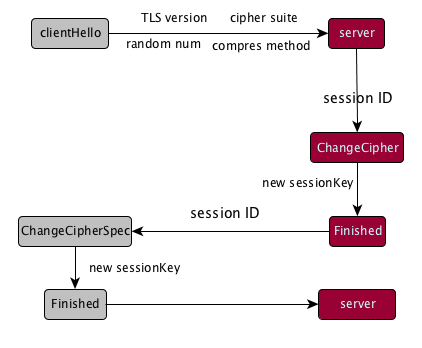 TLS version cipher suite
clientHello server
random num compres method
session ID
ChangeCipher
new sessionKey
session ID
ChangeCipherSpec Finished
new sessionKey
Finished server